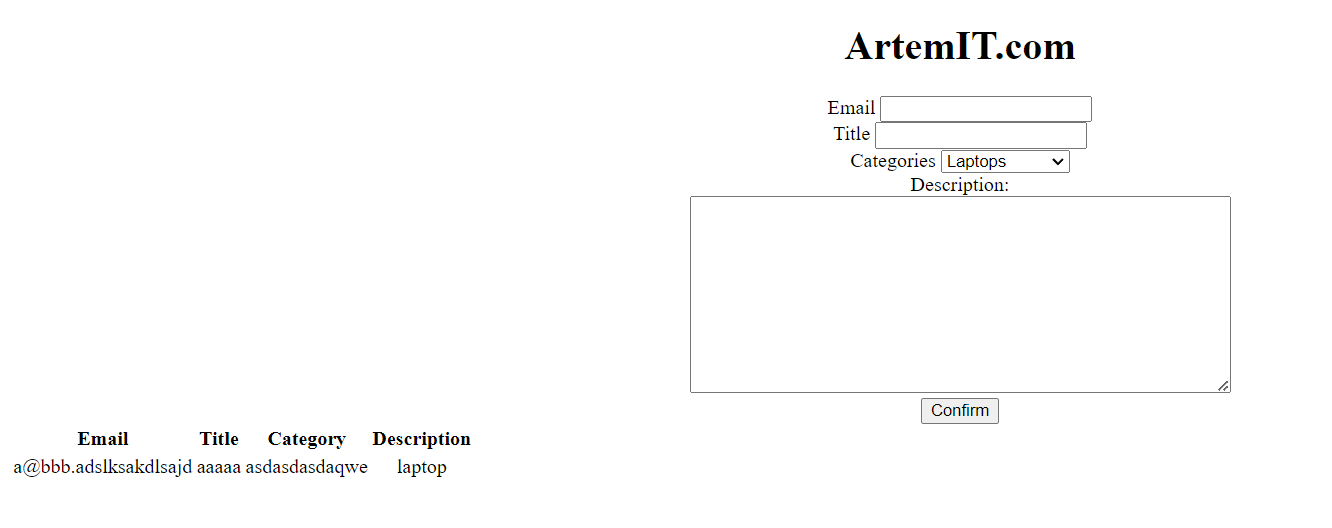 ArtemIT.com
Email
Title
Categories Laptops
Description:
Confirm
Email Title Category Description
a@bbb.adslksakdlsajd aaaaa asdasdasdaqwe laptop